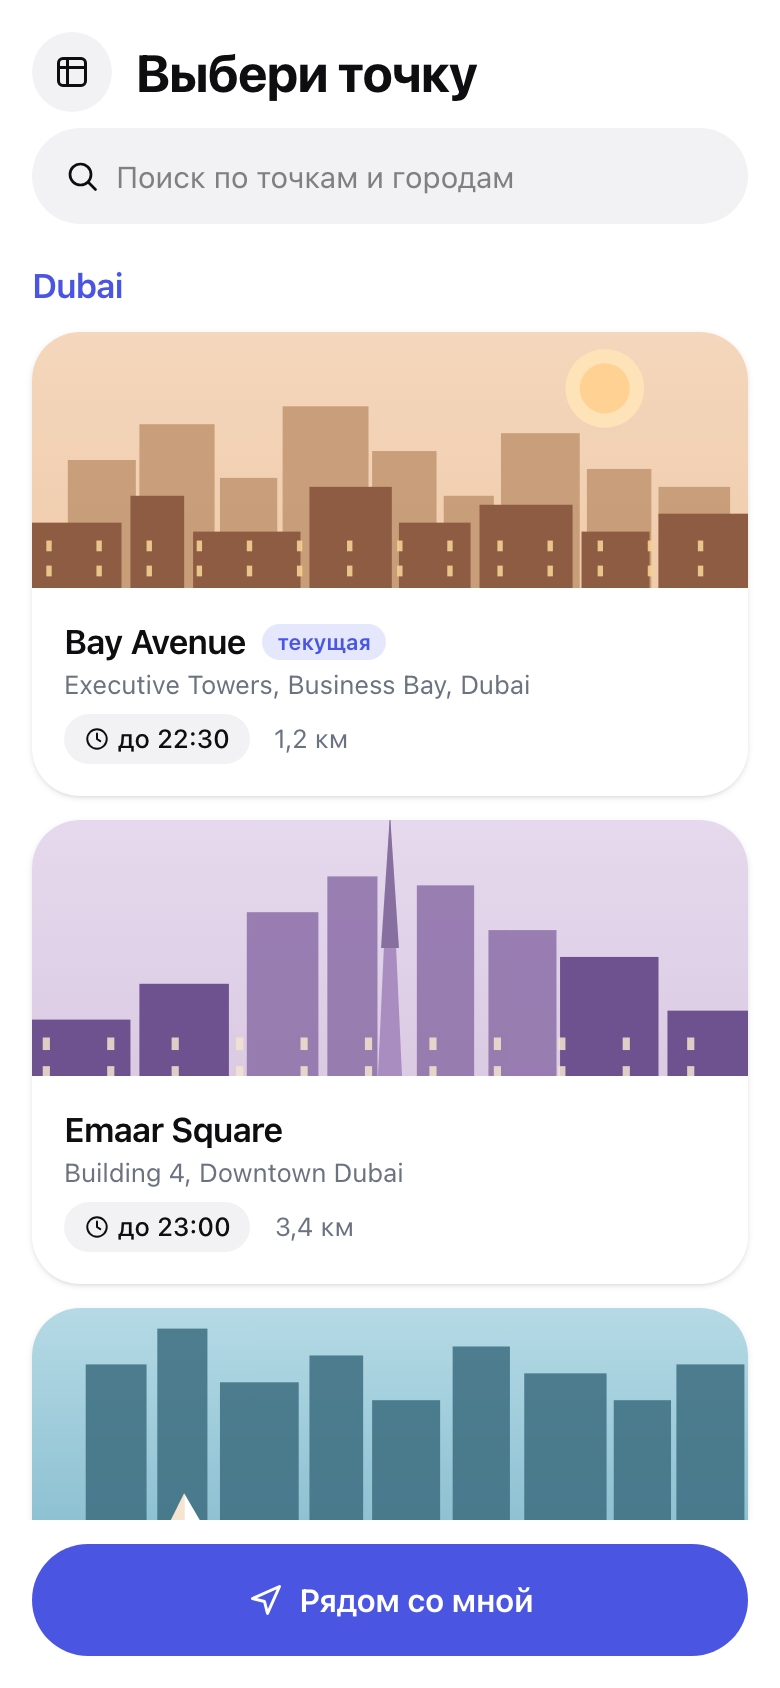 Выбери точку
Поиск по точкам и городам
Dubai
Bay Avenue текущая
Executive Towers, Business Bay, Dubai
до 22:30 1,2 км
Emaar Square
Building 4, Downtown Dubai
до 23:00 3,4 км
Рядом со мной